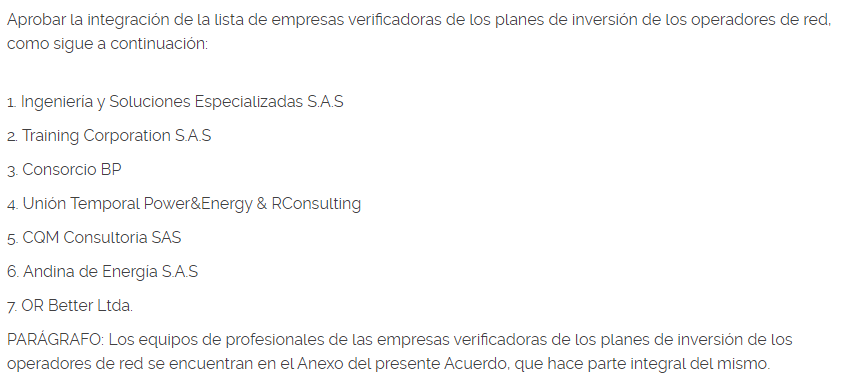 Aprobar la integración de la lista de empresas verificadoras de los planes de inversión de los operadores de red,
como sigue a continuación:
1. Ingeniería y Soluciones Especializadas S.A.S
2. Training Corporation S.A.S
3. Consorcio BP
4. Unión Temporal Power&Energy & RConsulting
5. CQM Consultoria SAS
6. Andina de Energía S.A.S
7. OR Better Ltda.
PARÁGRAFO: Los equipos de profesionales de las empresas verificadoras de los planes de inversión de los
operadores de red se encuentran en el Anexo del presente Acuerdo, que hace parte integral del mismo.